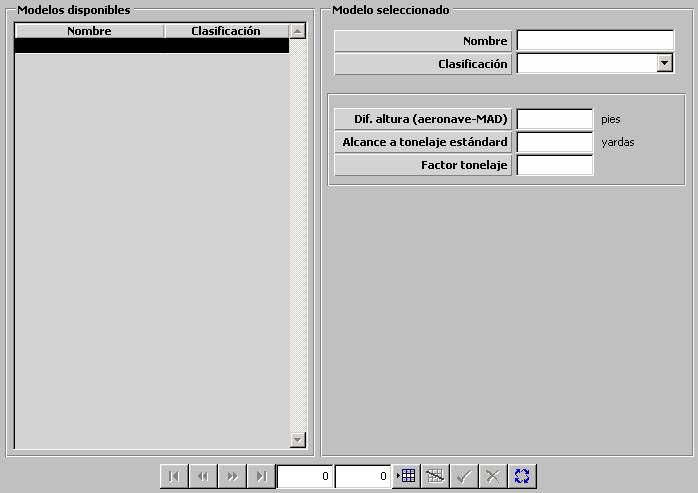 Modelos disponibles
Nombre Clasificación
Modelo seleccionado
Nombre
Clasificación
Dif. altura (aeronave-MAD) pies
Alcance a tonelaje estándard yardas
Factor tonelaje
0 0